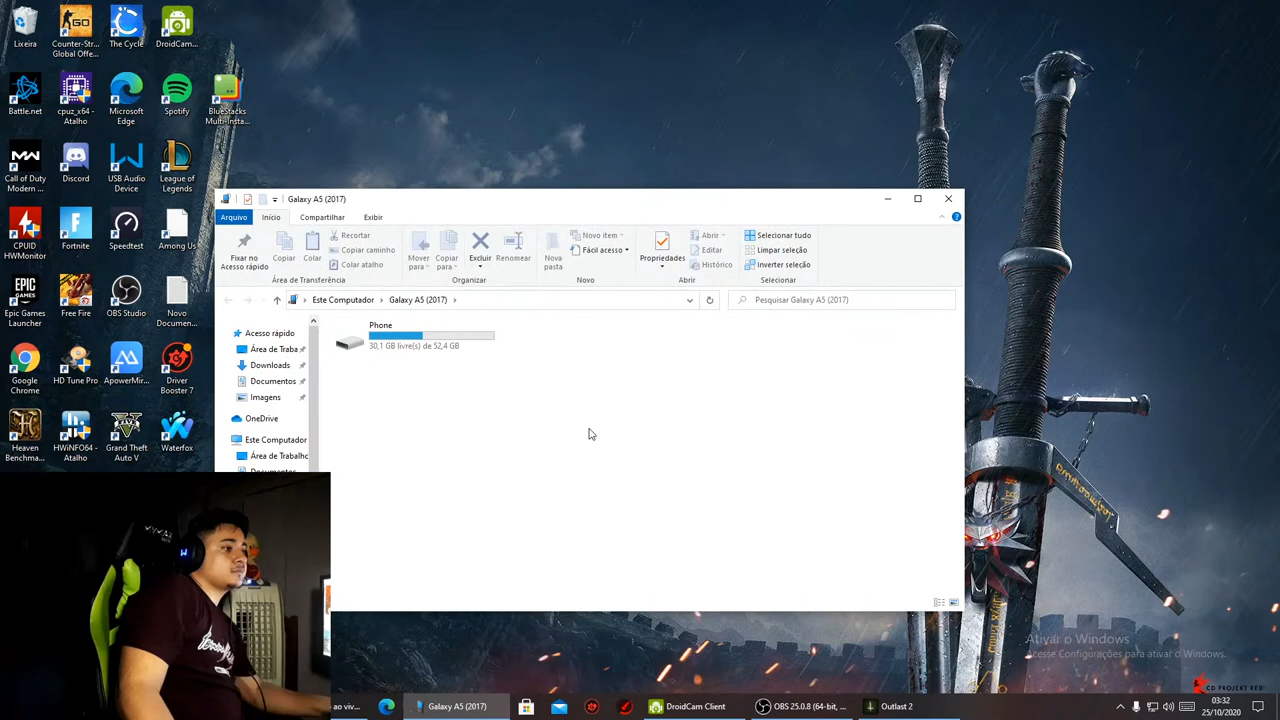 Lixeira
Counter-Str...
Global Offe...
The Cycle
DroidCam...
Battle.net
cpuz_x64 -
Atalho
Microsoft
Edge
Spotify
BlueStacks
Multi-Insta...
Call of Duty
Modern ...
Discord
USB Audio
Device
League of
Legends
CPUID
HWMonitor
Fortnite
Speedtest
Among Us
Epic Games
Launcher
Free Fire
OBS Studio
Novo
Documen...
Google
Chrome
HD Tune Pro
ApowerMir...
Driver
Booster 7
Heaven
Benchma...
HWiNFO64 -
Atalho
Grand Theft
Auto V
Waterfox
Galaxy A5 (2017)
Arquivo
Início
Compartilhar
Exibir
Fixar no
Acesso rápido
Copiar
Colar
Recortar
Copiar caminho
Colar atalho
Área de Transferência
Mover
para
Copiar
para
Excluir
Renomear
Organizar
Nova
pasta
Novo item
Fácil acesso
Novo
Propriedades
Abrir
Editar
Histórico
Abrir
Selecionar tudo
Limpar seleção
Inverter seleção
Selecionar
Este Computador
Galaxy A5 (2017)
Pesquisar Galaxy A5 (2017)
Acesso rápido
Área de Traba
Downloads
Documentos
Imagens
OneDrive
Este Computador
Área de Trabalho
Documentos
Phone
30,1 GB livre(s) de 52,4 GB
Ativar o Windows
Acesse Configurações para ativar o Windows.
CD PROJEKT RED
ao viv...
Galaxy A5 (2017)
DroidCam Client
OBS 25.0.8 (64-bit, ...
Outlast 2
03:32
25/10/2020